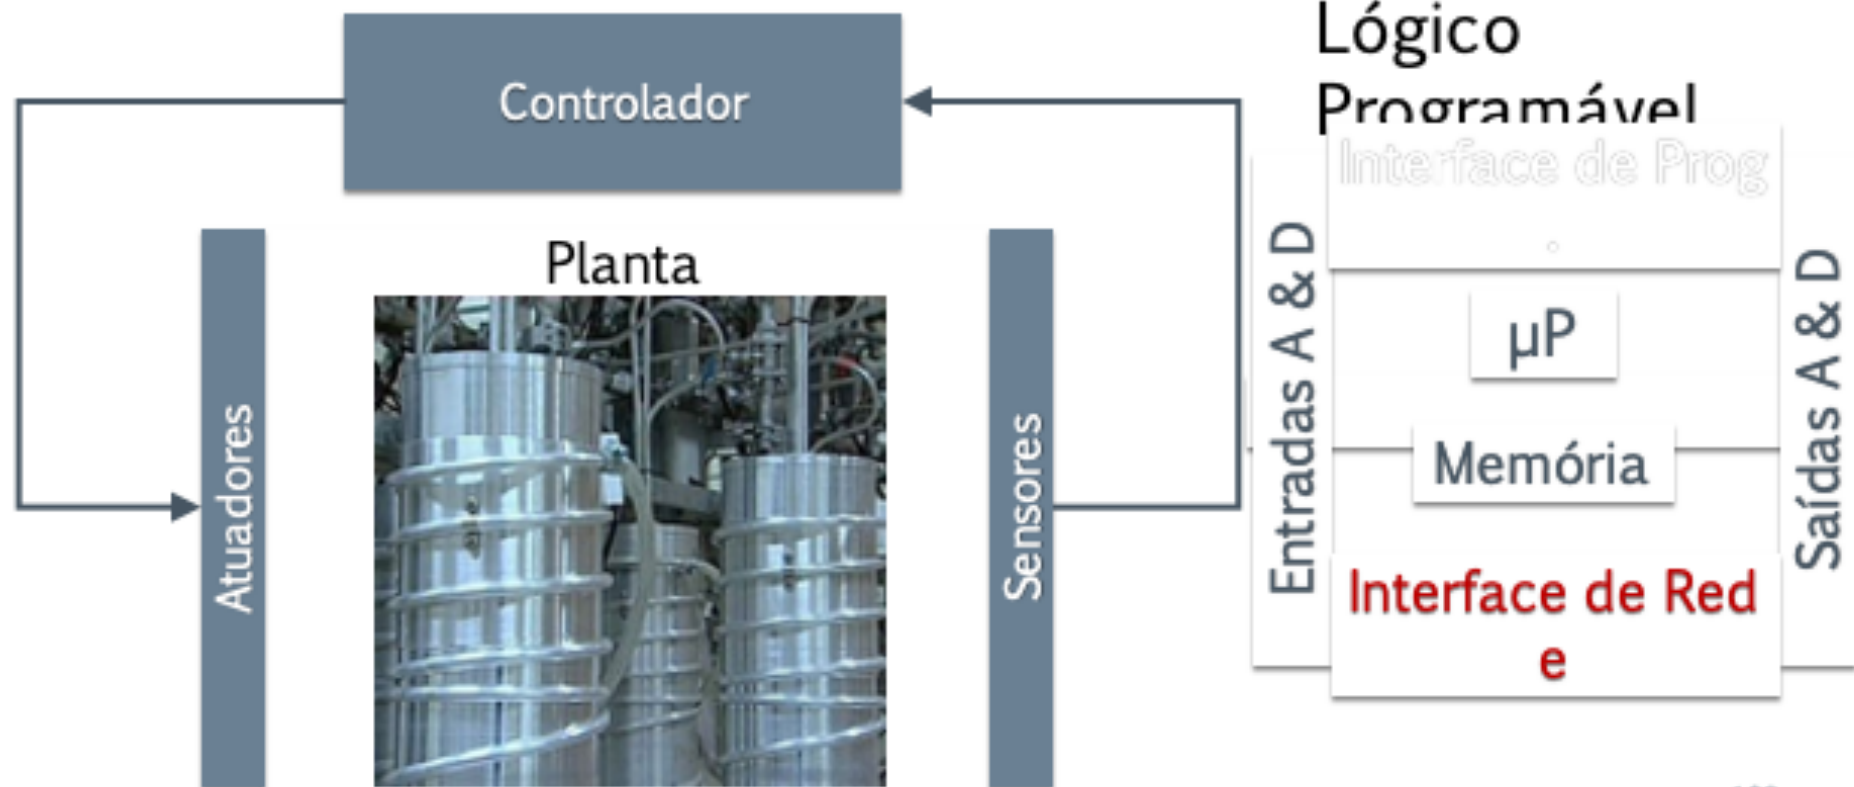 Controlador
Planta
Atuadores
Sensores
Lógico
Programável
Interface de Prog
.
Entradas A & D
µP
Memória
Interface de Red
e
Saídas A & D